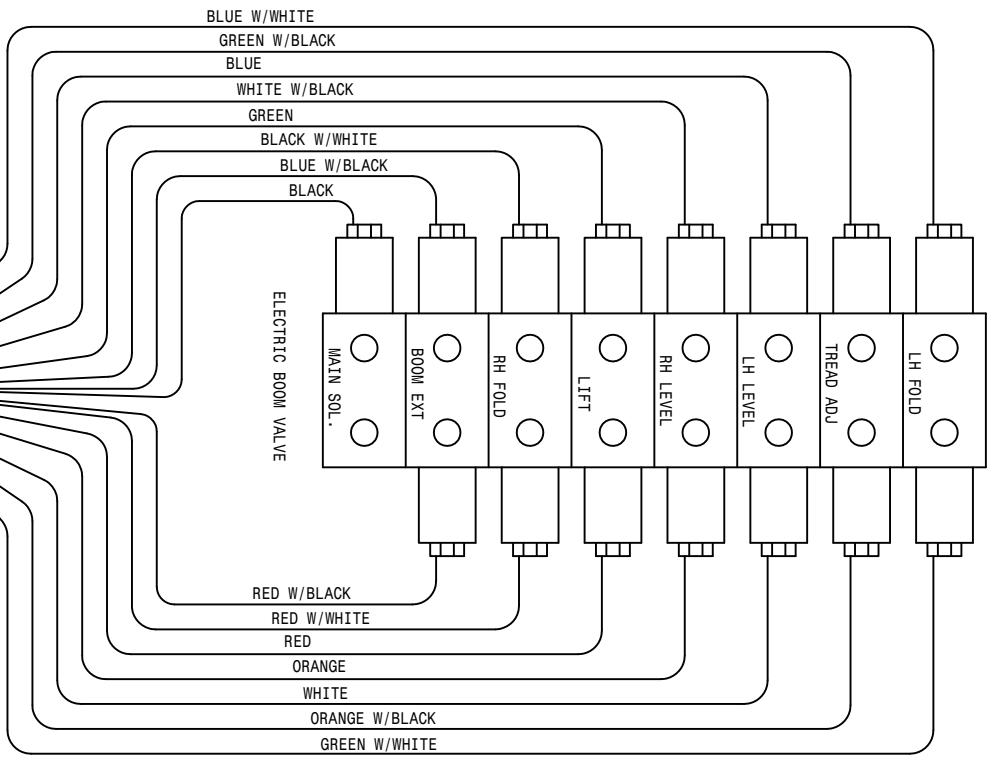 BLUE W/WHITE
GREEN W/BLACK
BLUE
WHITE W/BLACK
GREEN
BLACK W/WHITE
BLUE W/BLACK
BLACK
ELECTRIC BOOM VALVE
MAIN SOL.
BOOM EXT
RH FOLD
LIFT
RH LEVEL
LH LEVEL
TREAD ADJ
LH FOLD
RED W/BLACK
RED W/WHITE
RED
ORANGE
WHITE
ORANGE W/BLACK
GREEN W/WHITE